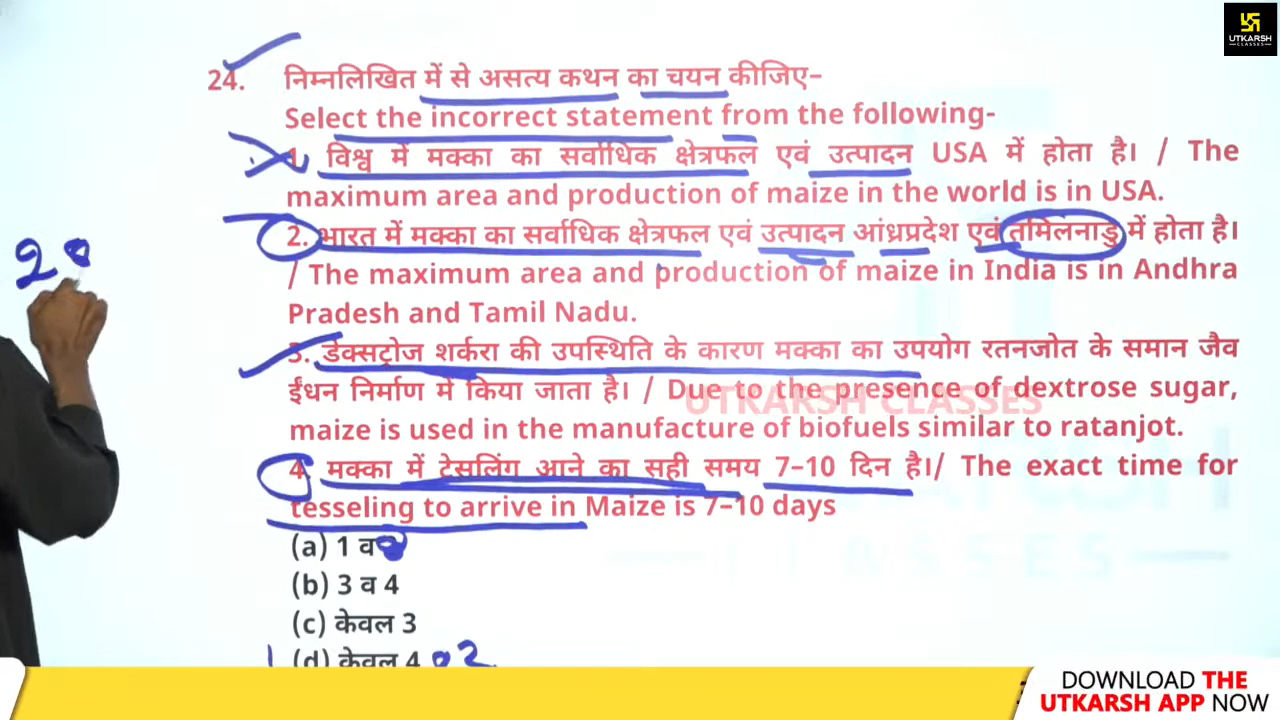 UTKARSH
CLASSES
24. निम्नलिखित में से असत्य कथन का चयन कीजिए–
Select the incorrect statement from the following-
1. विश्व में मक्का का सर्वाधिक क्षेत्रफल एवं उत्पादन USA में होता है। / The
maximum area and production of maize in the world is in USA.
2. भारत में मक्का का सर्वाधिक क्षेत्रफल एवं उत्पादन आंध्रप्रदेश एवं तमिलनाडु में होता है।
/ The maximum area and production of maize in India is in Andhra
Pradesh and Tamil Nadu.
3. डेक्सट्रोज शर्करा की उपस्थिति के कारण मक्का का उपयोग रतनजोत के समान जैव
ईंधन निर्माण में किया जाता है। / Due to the presence of dextrose sugar,
maize is used in the manufacture of biofuels similar to ratanjot.
UTKARSH CLASSES
4. मक्का में टेसलिंग आने का सही समय 7–10 दिन है।/ The exact time for
tesseling to arrive in Maize is 7–10 days
(a) 1 व
(b) 3 व 4
(c) केवल 3
(d) केवल 4 2
2
DOWNLOAD THE
UTKARSH APP NOW